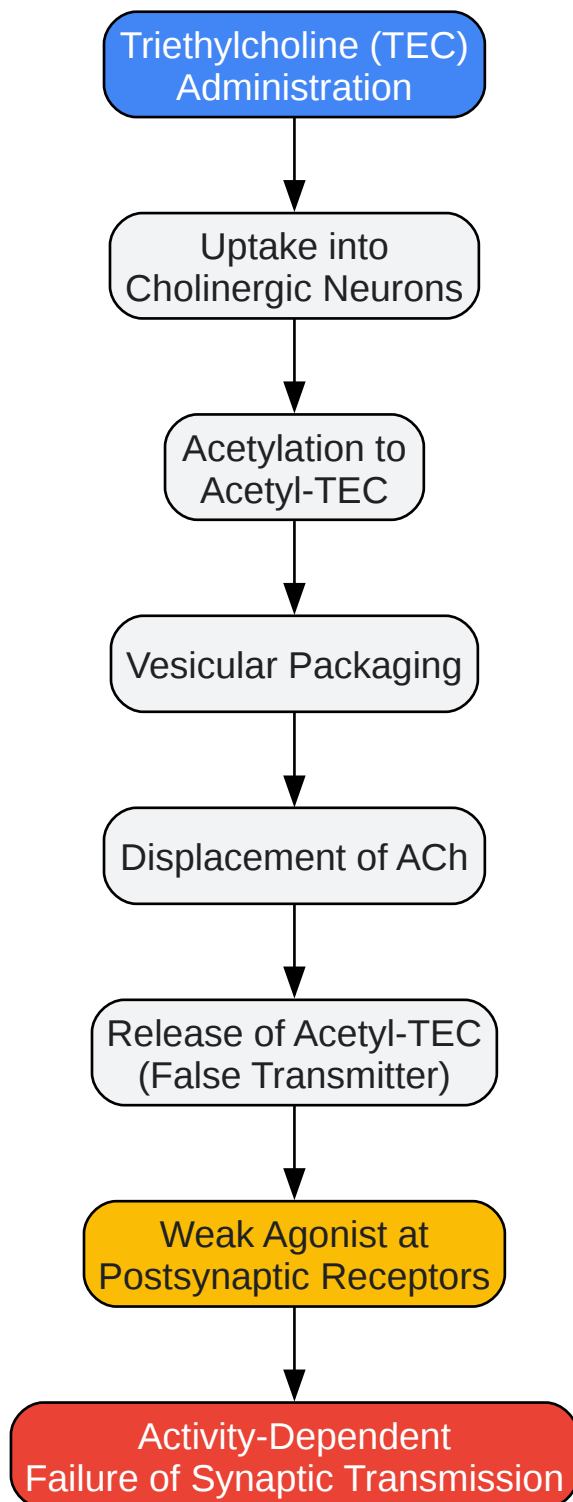 Triethylcholine (TEC)
Administration
Uptake into
Cholinergic Neurons
Acetylation to
Acetyl-TEC
Vesicular Packaging
Displacement of ACh
Release of Acetyl-TEC
(False Transmitter)
Weak Agonist at
Postsynaptic Receptors
Activity-Dependent
Failure of Synaptic Transmission